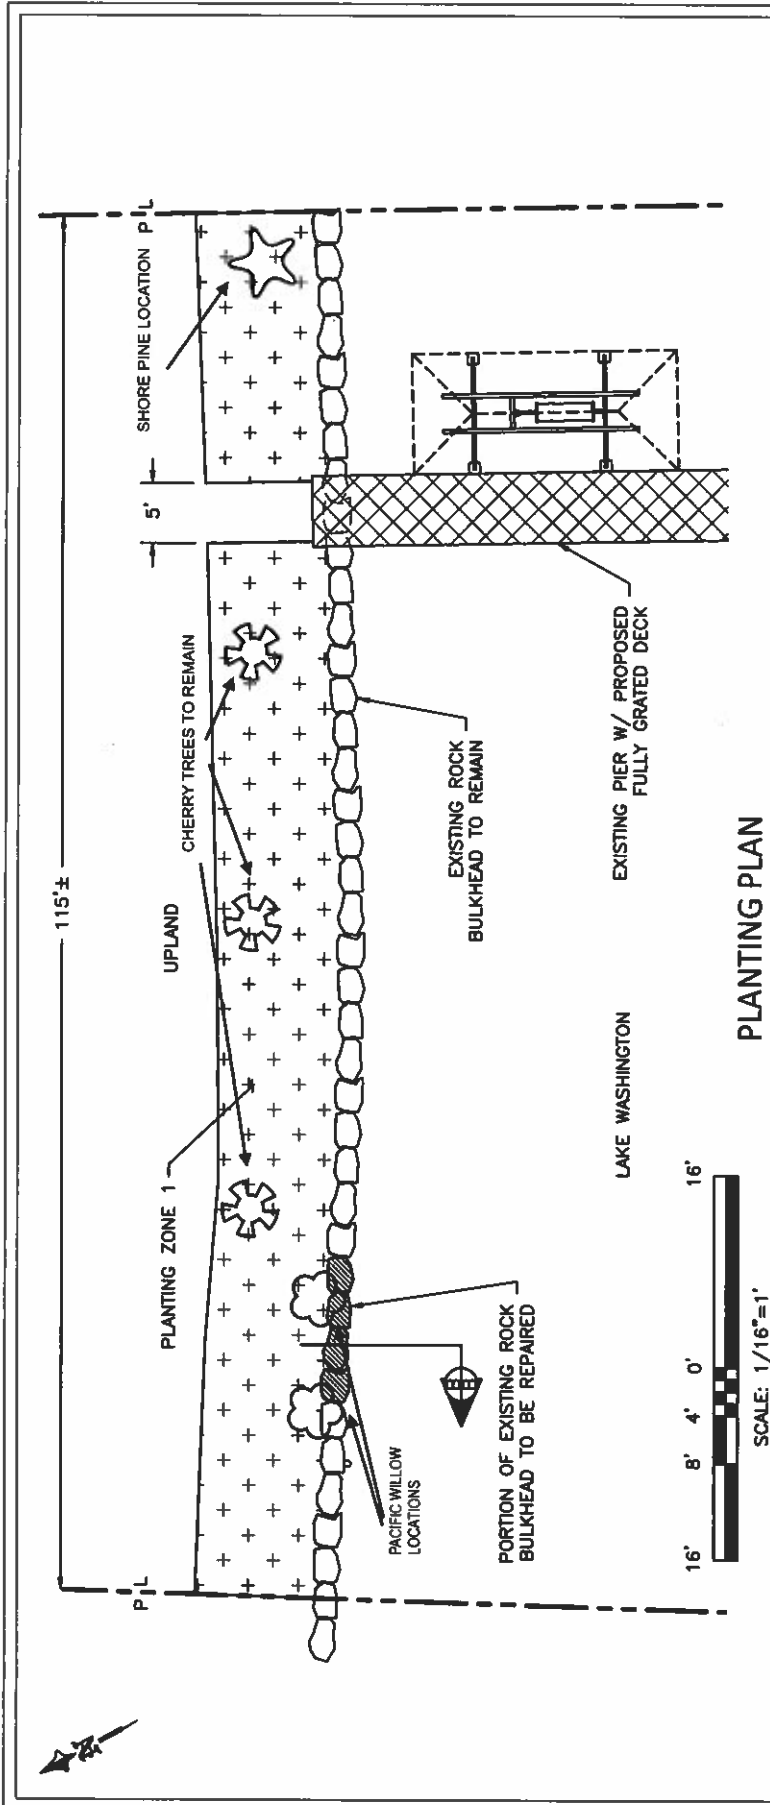 115'±
P L
SHORE PINE LOCATION
P L
5'
CHERRY TREES TO REMAIN
UPLAND
PLANTING ZONE 1
PACIFIC WILLOW
LOCATIONS
PORTION OF EXISTING ROCK
BULKHEAD TO BE REPAIRED
EXISTING ROCK
BULKHEAD TO REMAIN
EXISTING PIER W/ PROPOSED
FULLY GRATED DECK
LAKE WASHINGTON
16' 8' 4' 0' 16'
SCALE: 1/16"=1'
PLANTING PLAN